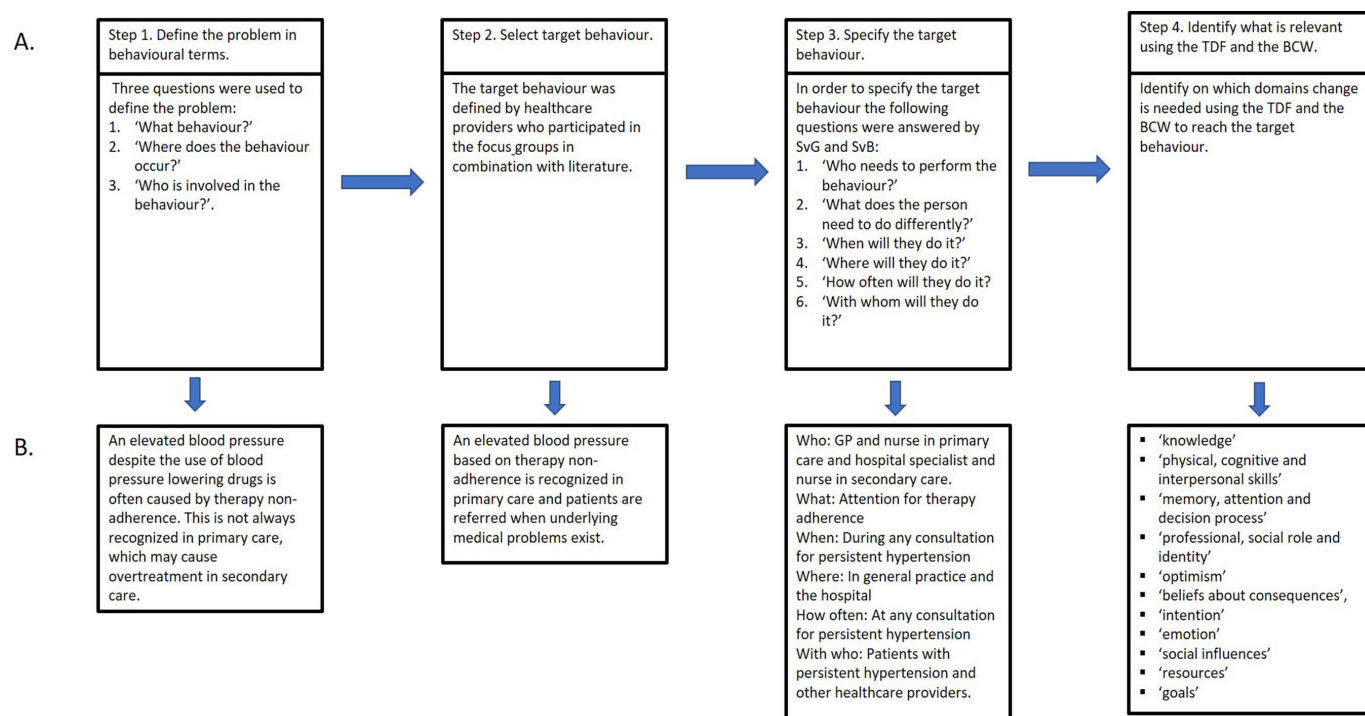 A.
Step 1. Define the problem in
behavioural terms.
Three questions were used to
define the problem:
1. ‘What behaviour?’
2. ‘Where does the behaviour
occur?’
3. ‘Who is involved in the
behaviour?’.
Step 2. Select target behaviour.
The target behaviour was
defined by healthcare
providers who participated in
the focus groups in
combination with literature.
Step 3. Specify the target
behaviour.
In order to specify the target
behaviour the following
questions were answered by
SvG and SvB:
1. ‘Who needs to perform the
behaviour?’
2. ‘What does the person
need to do differently?’
3. ‘When will they do it?’
4. ‘Where will they do it?’
5. ‘How often will they do it?
6. ‘With whom will they do
it?’
Step 4. Identify what is relevant
using the TDF and the BCW.
Identify on which domains change
is needed using the TDF and the
BCW to reach the target
behaviour.
B.
An elevated blood pressure
despite the use of blood
pressure lowering drugs is
often caused by therapy non-
adherence. This is not always
recognized in primary care,
which may cause
overtreatment in secondary
care.
An elevated blood pressure
based on therapy non-
adherence is recognized in
primary care and patients are
referred when underlying
medical problems exist.
Who: GP and nurse in primary
care and hospital specialist and
nurse in secondary care.
What: Attention for therapy
adherence
When: During any consultation
for persistent hypertension
Where: In general practice and
the hospital
How often: At any consultation
for persistent hypertension
With who: Patients with
persistent hypertension and
other healthcare providers.
▪ ‘knowledge’
▪ ‘physical, cognitive and
interpersonal skills’
▪ ‘memory, attention and
decision process’
▪ ‘professional, social role and
identity’
▪ ‘optimism’
▪ ‘beliefs about consequences’,
▪ ‘intention’
▪ ‘emotion’
▪ ‘social influences’
▪ ‘resources’
▪ ‘goals’